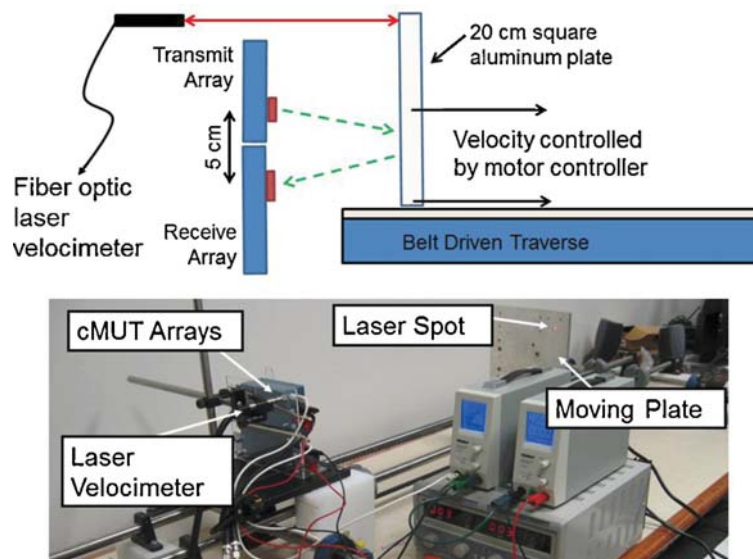 20 cm square
aluminum plate
Transmit
Array
5 cm
Velocity controlled
by motor controller
Fiber optic
laser
velocimeter
Receive
Array
Belt Driven Traverse
cMUT Arrays
Laser Spot
Moving Plate
Laser
Velocimeter